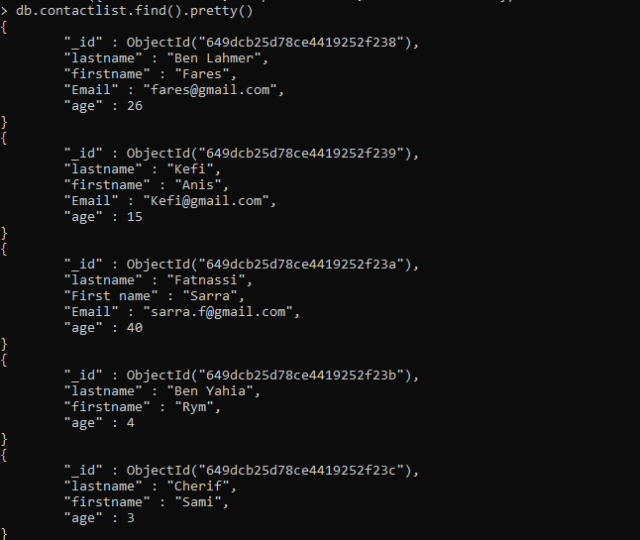 > db.contactlist.find().pretty()
{
"_id" : ObjectId("649dcb25d78ce4419252f238"),
"lastname" : "Ben Lahmer",
"firstname" : "Fares",
"Email" : "fares@gmail.com",
"age" : 26
}
{
"_id" : ObjectId("649dcb25d78ce4419252f239"),
"lastname" : "Kefi",
"firstname" : "Anis",
"Email" : "Kefi@gmail.com",
"age" : 15
}
{
"_id" : ObjectId("649dcb25d78ce4419252f23a"),
"lastname" : "Fatnassi",
"First name" : "Sarra",
"Email" : "sarra.f@gmail.com",
"age" : 40
}
{
"_id" : ObjectId("649dcb25d78ce4419252f23b"),
"lastname" : "Ben Yahia",
"firstname" : "Rym",
"age" : 4
}
{
"_id" : ObjectId("649dcb25d78ce4419252f23c"),
"lastname" : "Cherif",
"firstname" : "Sami",
"age" : 3
}